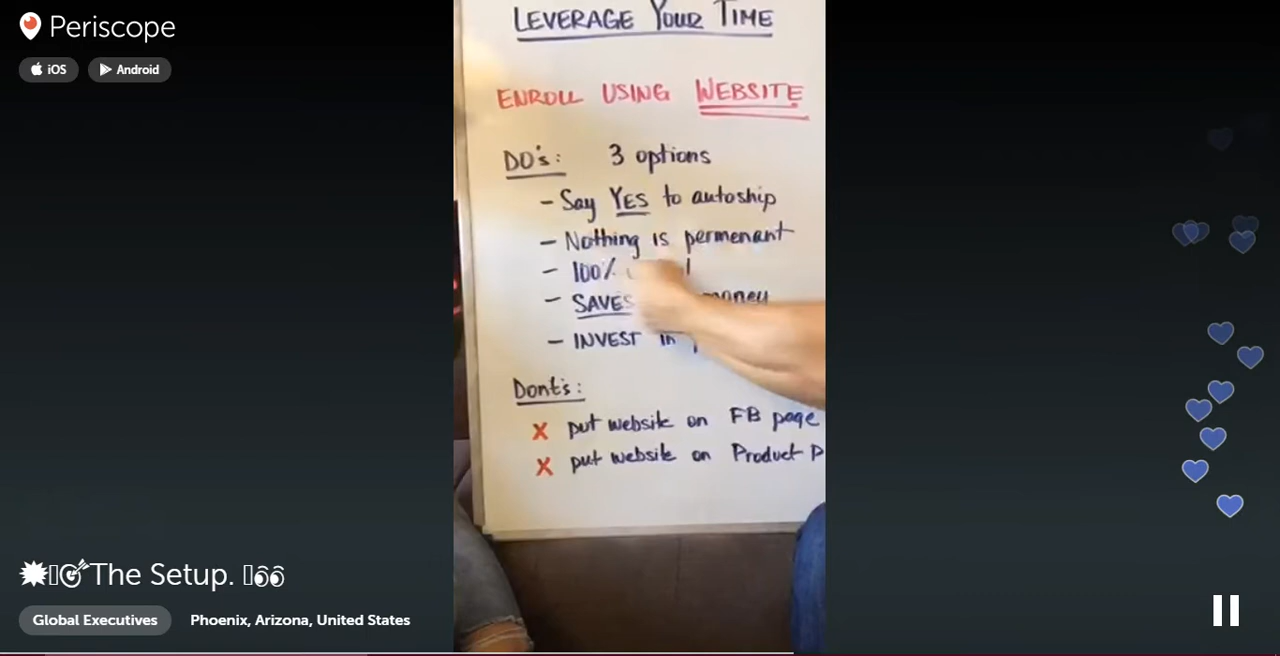 Periscope
iOS
Android
LEVERAGE YOUR TIME
ENROLL USING WEBSITE
DO's: 3 options
- Say YES to autoship
- Nothing is permenant
- 100%
- SAVES money
- INVEST in
Dont's:
X put website on FB page
X put website on Product P
The Setup.
Global Executives
Phoenix, Arizona, United States